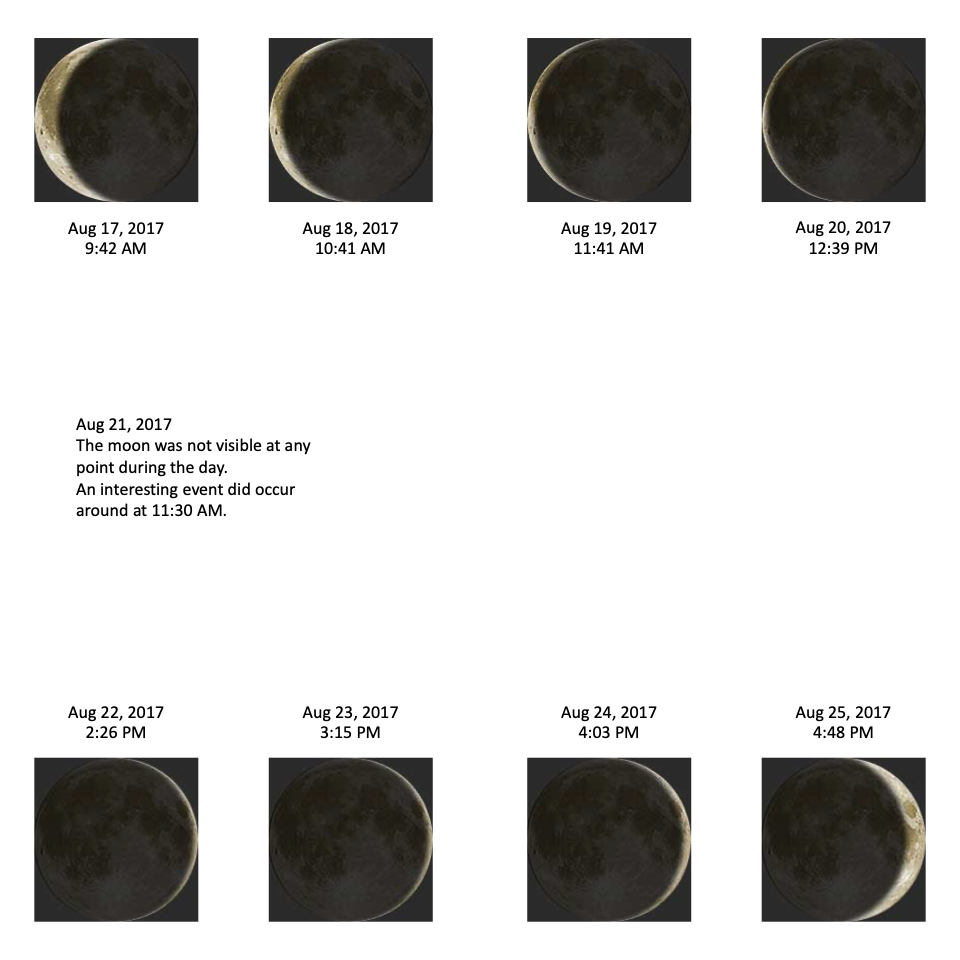 Aug 17, 2017
9:42 AM
Aug 18, 2017
10:41 AM
Aug 19, 2017
11:41 AM
Aug 20, 2017
12:39 PM
Aug 21, 2017
The moon was not visible at any
point during the day.
An interesting event did occur
around at 11:30 AM.
Aug 22, 2017
2:26 PM
Aug 23, 2017
3:15 PM
Aug 24, 2017
4:03 PM
Aug 25, 2017
4:48 PM